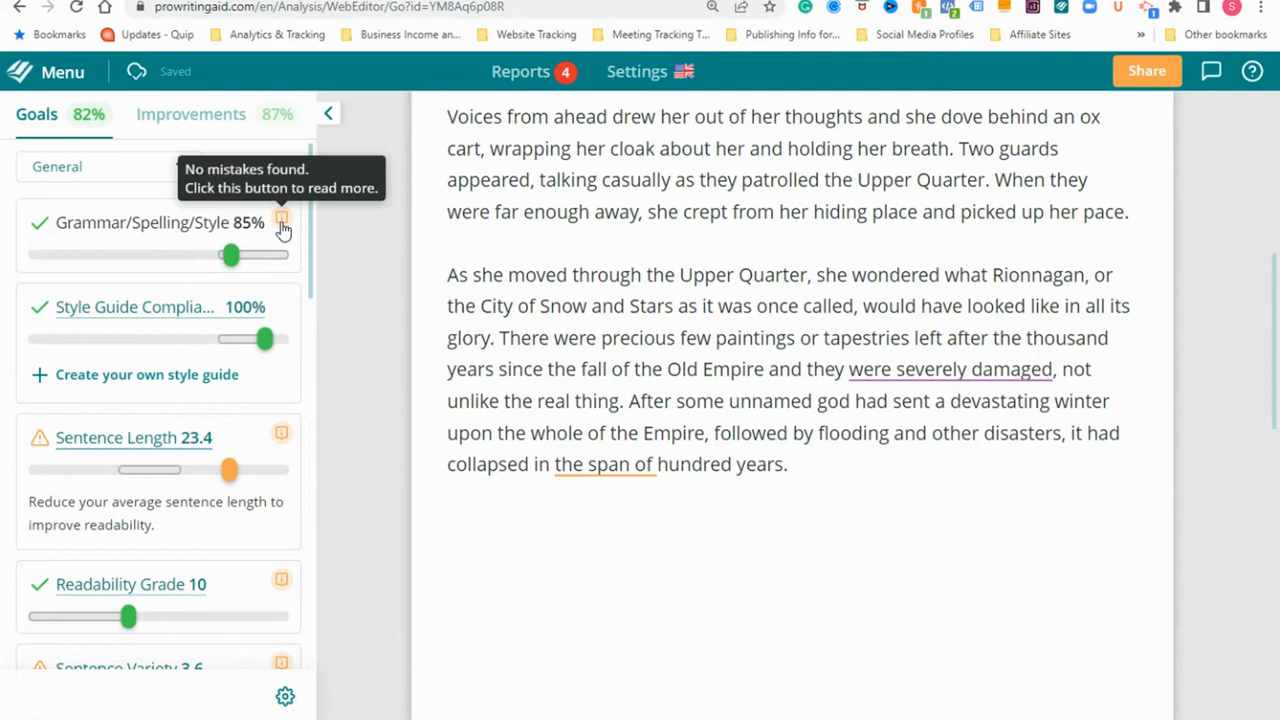 prowritingaid.com/en/Analysis/WebEditor/Go?id=YM8Aq6p08R
Bookmarks Updates - Quip Analytics & Tracking Business Income an... Website Tracking Meeting Tracking T... Publishing Info for... Social Media Profiles Affiliate Sites » Other bookmarks
Menu Saved Reports 4 Settings Share
Goals 82% Improvements 87%
General
No mistakes found.
Click this button to read more.
Grammar/Spelling/Style 85%
Style Guide Complia... 100%
+ Create your own style guide
Sentence Length 23.4
Reduce your average sentence length to
improve readability.
Readability Grade 10
Sentence Variety 3.6
Voices from ahead drew her out of her thoughts and she dove behind an ox
cart, wrapping her cloak about her and holding her breath. Two guards
appeared, talking casually as they patrolled the Upper Quarter. When they
were far enough away, she crept from her hiding place and picked up her pace.
As she moved through the Upper Quarter, she wondered what Rionnagan, or
the City of Snow and Stars as it was once called, would have looked like in all its
glory. There were precious few paintings or tapestries left after the thousand
years since the fall of the Old Empire and they were severely damaged, not
unlike the real thing. After some unnamed god had sent a devastating winter
upon the whole of the Empire, followed by flooding and other disasters, it had
collapsed in the span of hundred years.